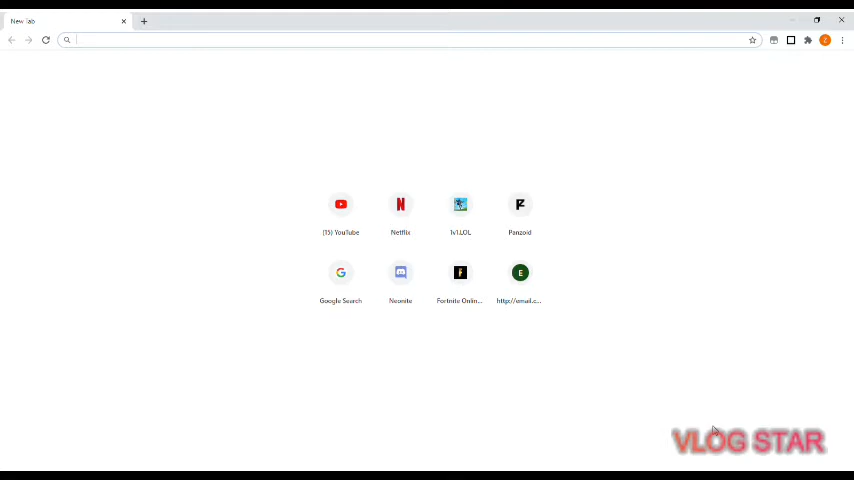 New Tab
(15) YouTube
Netflix
1v1.LOL
Panzoid
Google Search
Neonite
Fortnite Onlin...
http://email.c...
N
F
E
Z
VLOG STAR